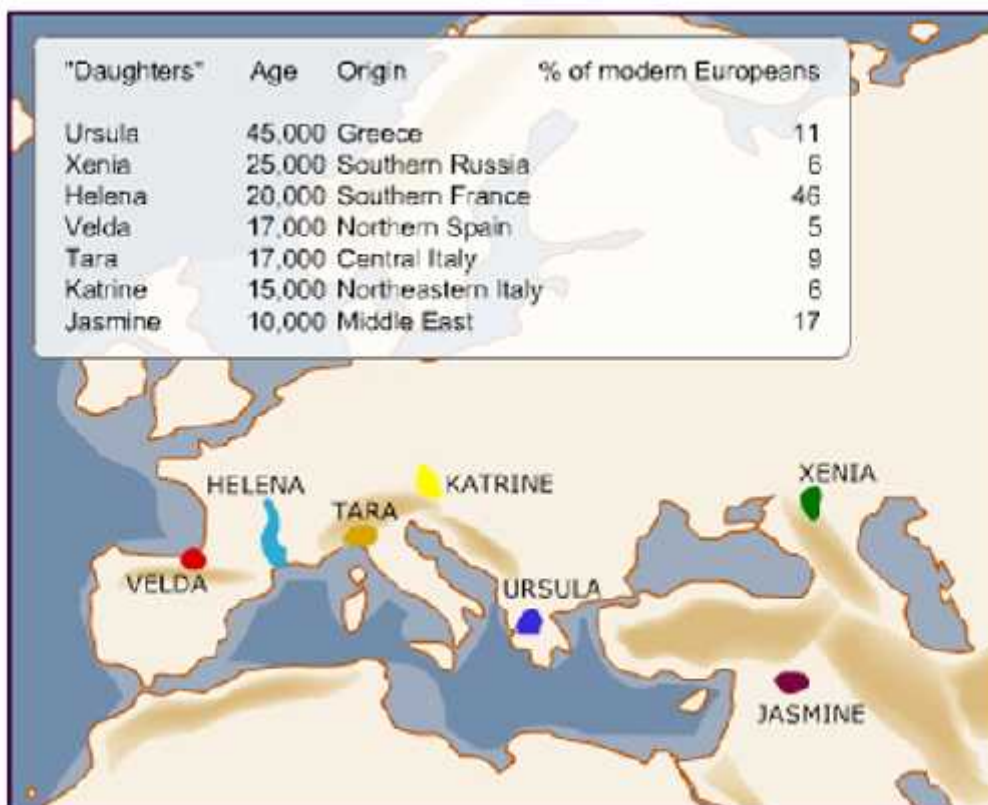 "Daughters" Age Origin % of modern Europeans
Ursula 45,000 Greece 11
Xenia 25,000 Southern Russia 6
Helena 20,000 Southern France 46
Velda 17,000 Northern Spain 5
Tara 17,000 Central Italy 9
Katrine 15,000 Northeastern Italy 6
Jasmine 10,000 Middle East 17
XENIA
HELENA
KATRINE
TARA
VELDA
URSULA
JASMINE